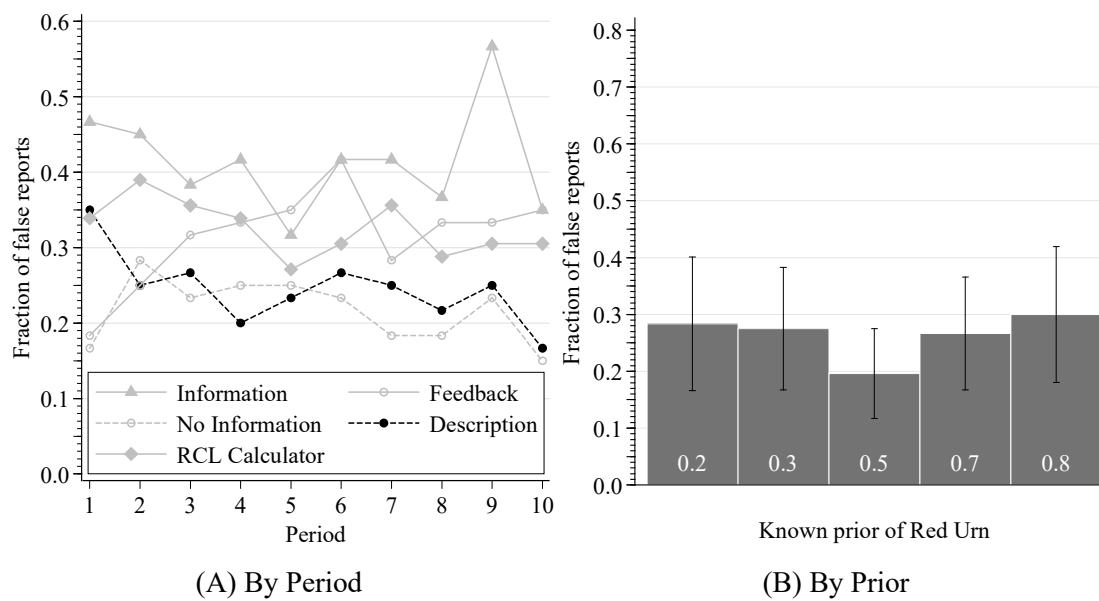 0.6
0.5
0.4
0.3
0.2
0.1
0.0
Fraction of false reports
Information
No Information
RCL Calculator
Feedback
Description
1 2 3 4 5 6 7 8 9 10
Period
(A) By Period
0.8
0.7
0.6
0.5
0.4
0.3
0.2
0.1
0.0
Fraction of false reports
0.2 0.3 0.5 0.7 0.8
Known prior of Red Urn
(B) By Prior